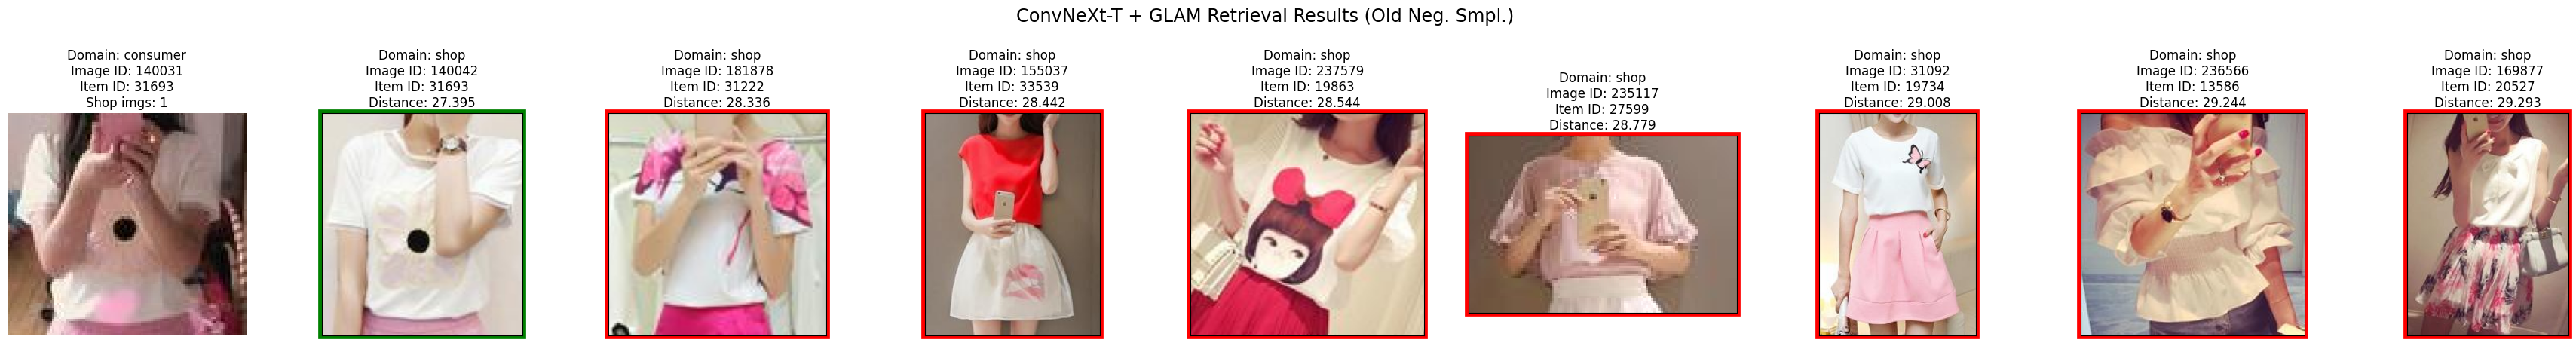 ConvNeXt-T + GLAM Retrieval Results (Old Neg. Smpl.)
Domain: consumer
Image ID: 140031
Item ID: 31693
Shop imgs: 1
Domain: shop
Image ID: 140042
Item ID: 31693
Distance: 27.395
Domain: shop
Image ID: 181878
Item ID: 31222
Distance: 28.336
Domain: shop
Image ID: 155037
Item ID: 33539
Distance: 28.442
Domain: shop
Image ID: 237579
Item ID: 19863
Distance: 28.544
Domain: shop
Image ID: 235117
Item ID: 27599
Distance: 28.779
Domain: shop
Image ID: 31092
Item ID: 19734
Distance: 29.008
Domain: shop
Image ID: 236566
Item ID: 13586
Distance: 29.244
Domain: shop
Image ID: 169877
Item ID: 20527
Distance: 29.293